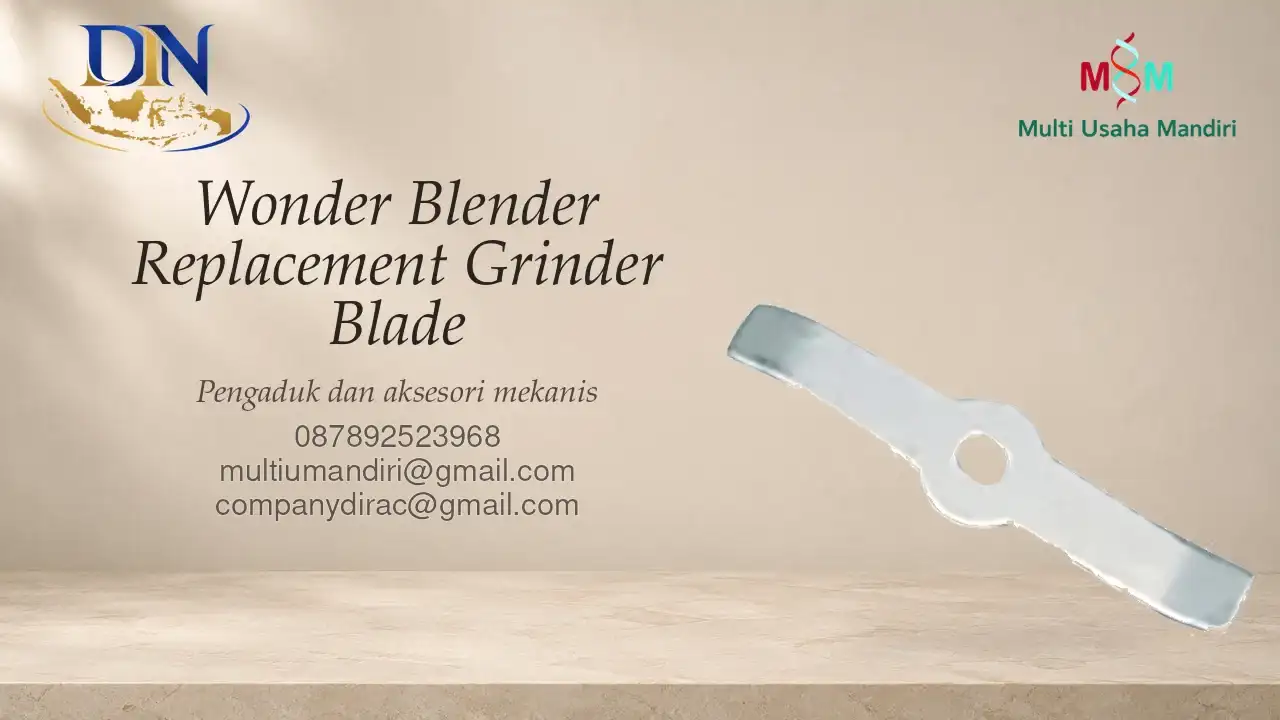 DIN
M M
Multi Usaha Mandiri
Wonder Blender
Replacement Grinder
Blade
Pengaduk dan aksesori mekanis
087892523968
multiumandiri@gmail.com
companydirac@gmail.com